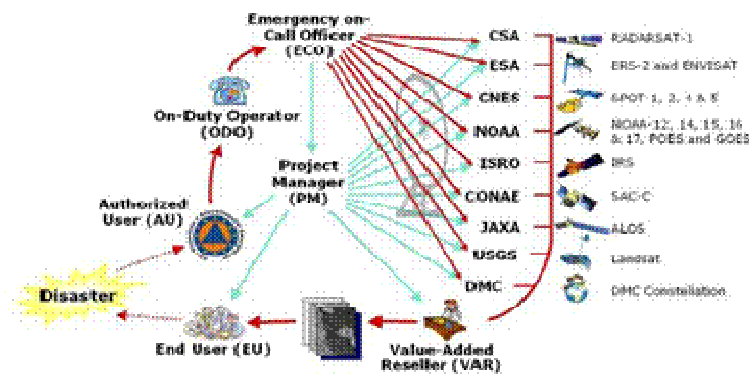 Emergency on-
Call Officer
(ECO)
On-Duty Operator
(ODO)
Authorized
User (AU)
Disaster
End User (EU)
Project
Manager
(PM)
Value-Added
Reseller (VAR)
CSA
ESA
CNES
NOAA
ISRO
CONAE
JAXA
USGS
DMC
RADARSAT-1
ERS-2 and ENVISAT
SPOT-1, 2, 4 & 5
NOAA-12, 14, 15, 16
& 17, POES and GOES
IRS
SAC-C
ALOS
Landsat
DMC Constellation